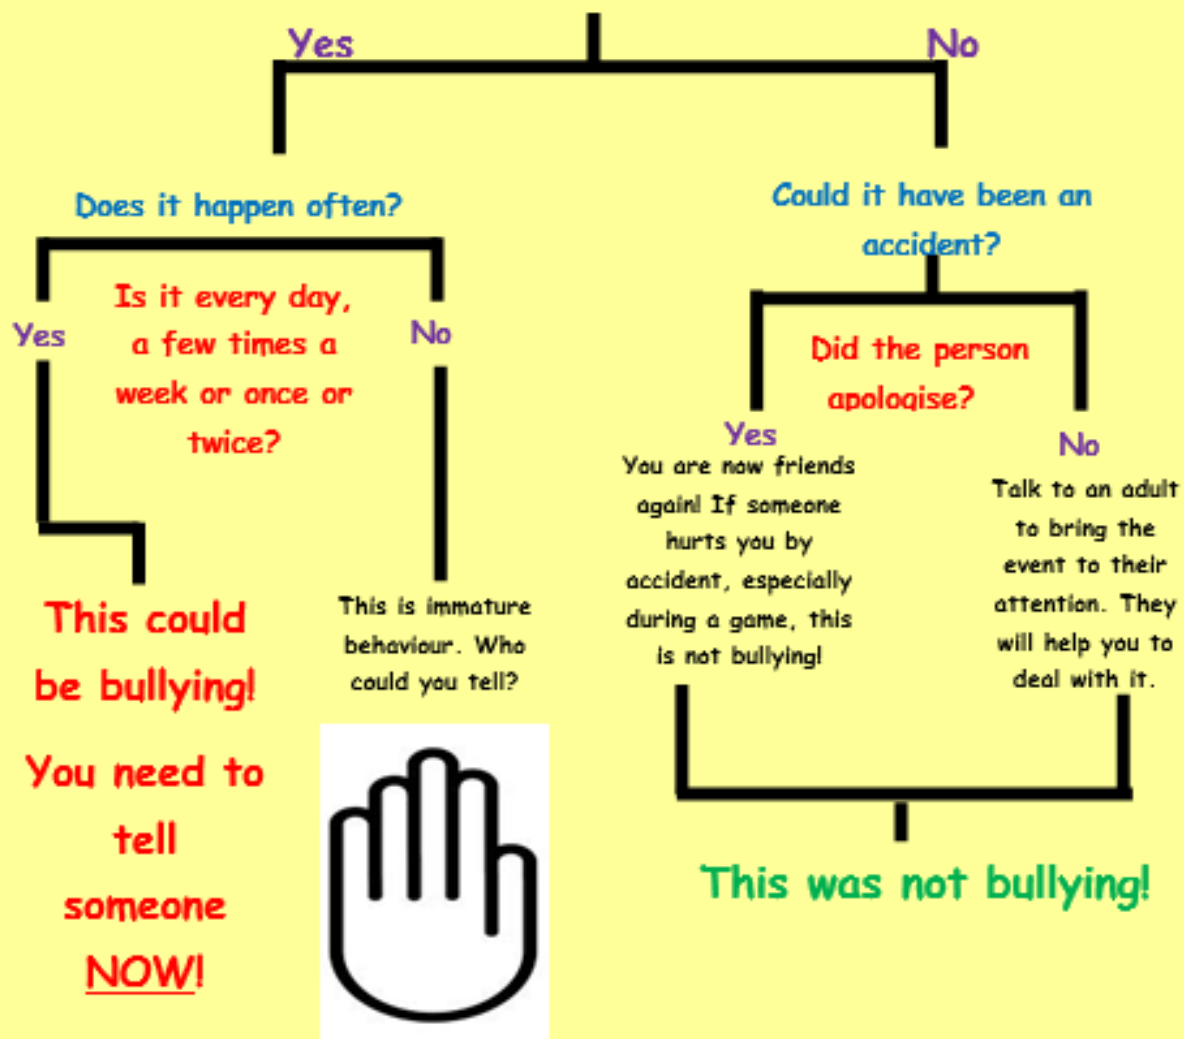 Yes
No
Does it happen often?
Is it every day,
a few times a
week or once or
twice?
Yes
No
This could
be bullying!
You need to
tell
someone
NOW!
This is immature
behaviour. Who
could you tell?
Could it have been an
accident?
Did the person
apologise?
Yes
You are now friends
again! If someone
hurts you by
accident, especially
during a game, this
is not bullying!
No
Talk to an adult
to bring the
event to their
attention. They
will help you to
deal with it.
This was not bullying!